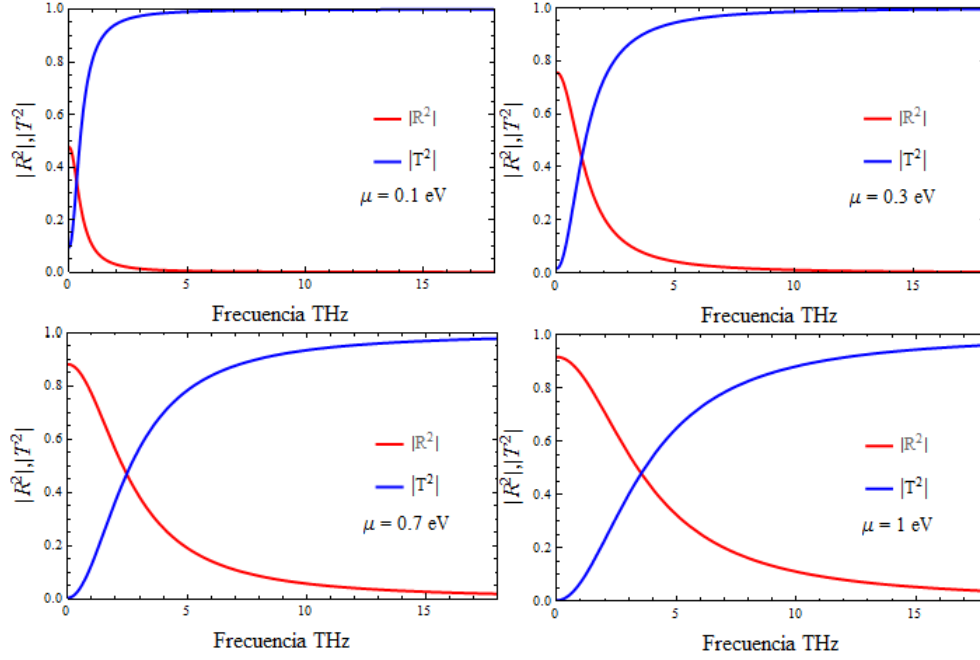 |R²|,|T²|
1.0
0.8
0.6
0.4
0.2
0.0
|R²|
|T²|
μ = 0.1 eV
0 5 10 15
Frecuencia THz
|R²|,|T²|
1.0
0.8
0.6
0.4
0.2
0.0
|R²|
|T²|
μ = 0.3 eV
0 5 10 15
Frecuencia THz
|R²|,|T²|
1.0
0.8
0.6
0.4
0.2
0.0
|R²|
|T²|
μ = 0.7 eV
0 5 10 15
Frecuencia THz
|R²|,|T²|
1.0
0.8
0.6
0.4
0.2
0.0
|R²|
|T²|
μ = 1 eV
0 5 10 15
Frecuencia THz